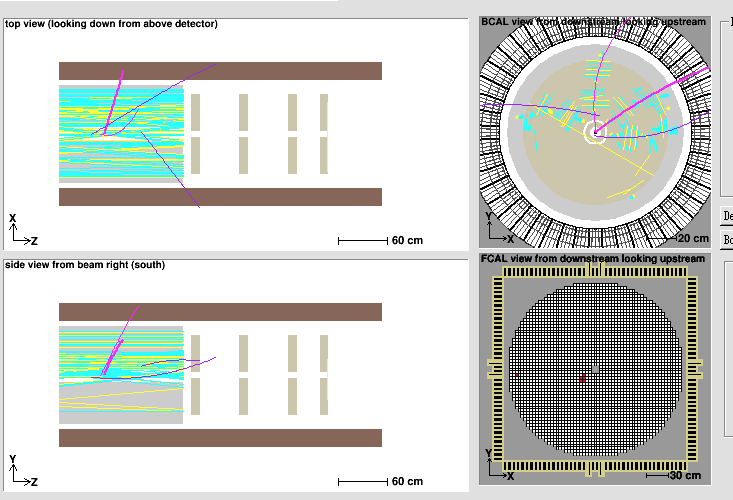 top view (looking down from above detector)
X
Z
60 cm
BCAL view from downstream looking upstream
Y
X
20 cm
side view from beam right (south)
Y
Z
60 cm
FCAL view from downstream looking upstream
Y
X
30 cm